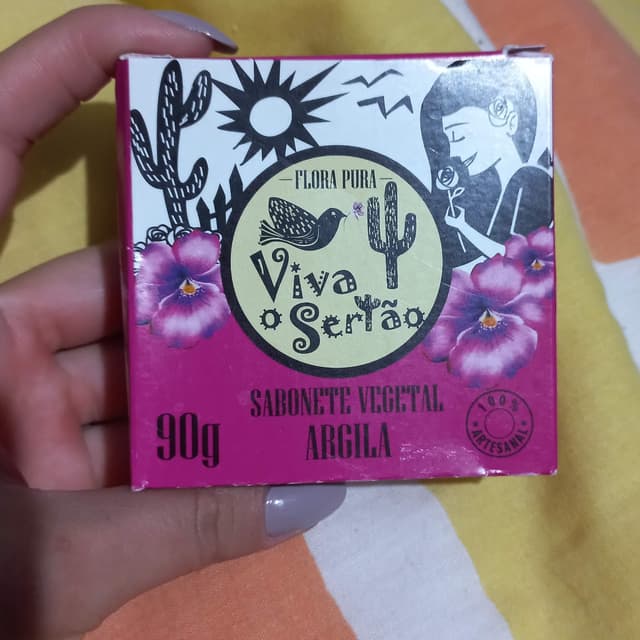 FLORA PURA
Viva
o Sertão
SABONETE VEGETAL
ARGILA
90g
100%
ARTESANAL